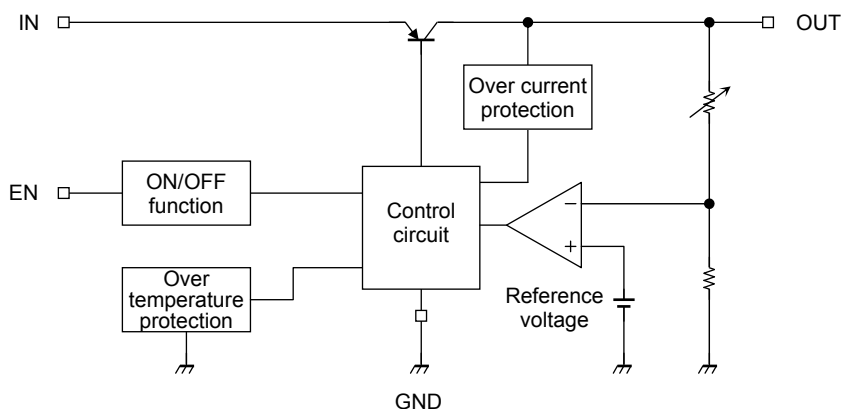 IN
OUT
Over current
protection
EN
ON/OFF
function
Control
circuit
−
+
Over
temperature
protection
Reference
voltage
GND